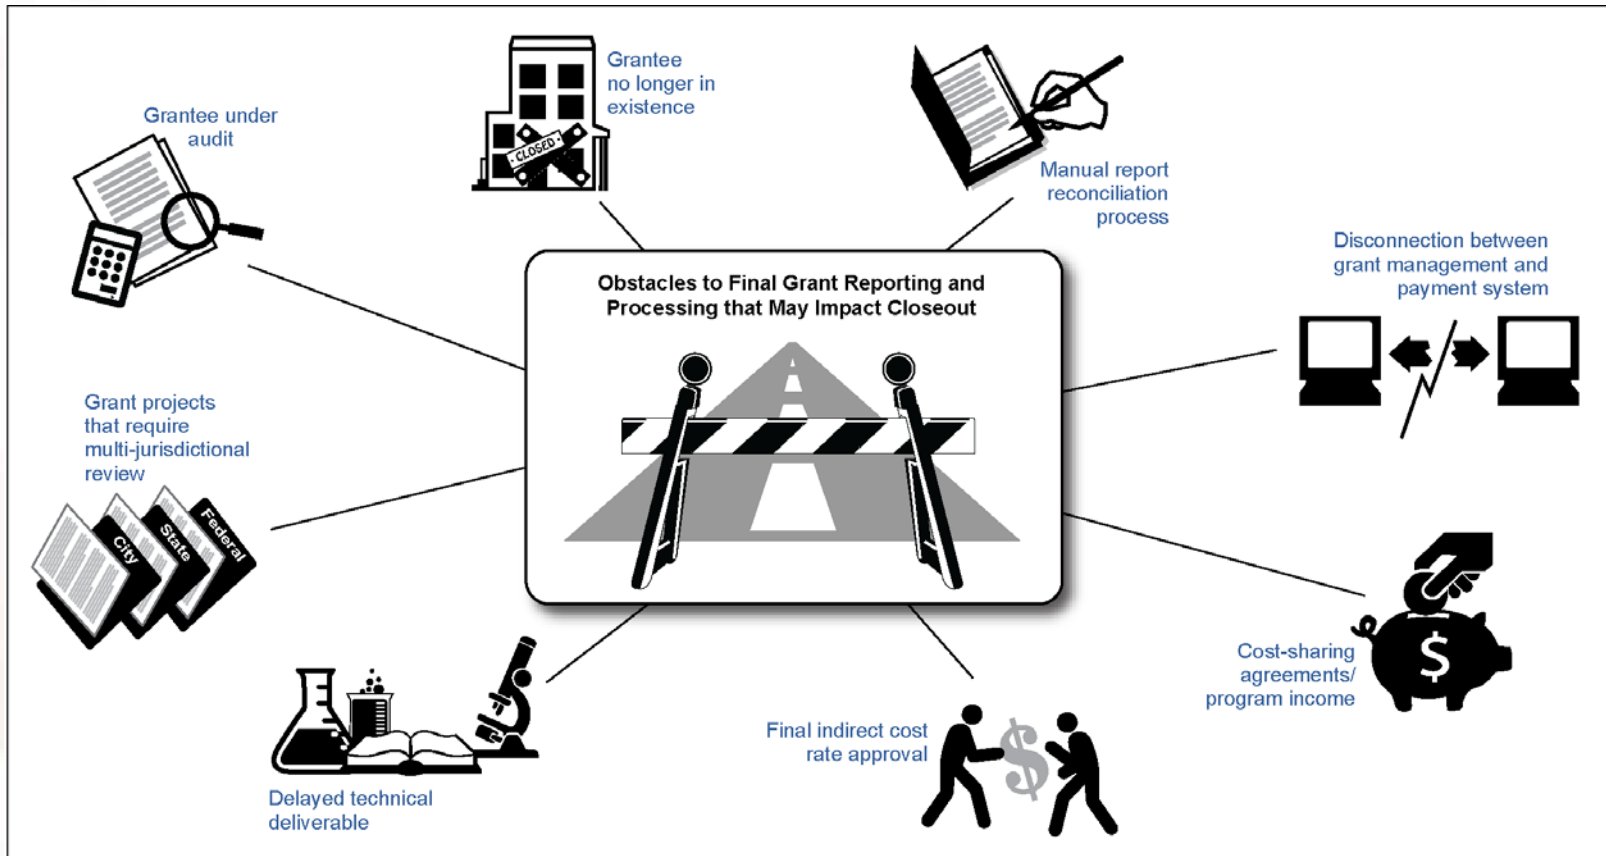 Grantee
no longer in
existence
CLOSED
Grantee under
audit
Manual report
reconciliation
process
Disconnection between
grant management and
payment system
Obstacles to Final Grant Reporting and
Processing that May Impact Closeout
Grant projects
that require
multi-jurisdictional
review
City
State
Federal
Cost-sharing
agreements/
program income
$
Final indirect cost
rate approval
$
Delayed technical
deliverable